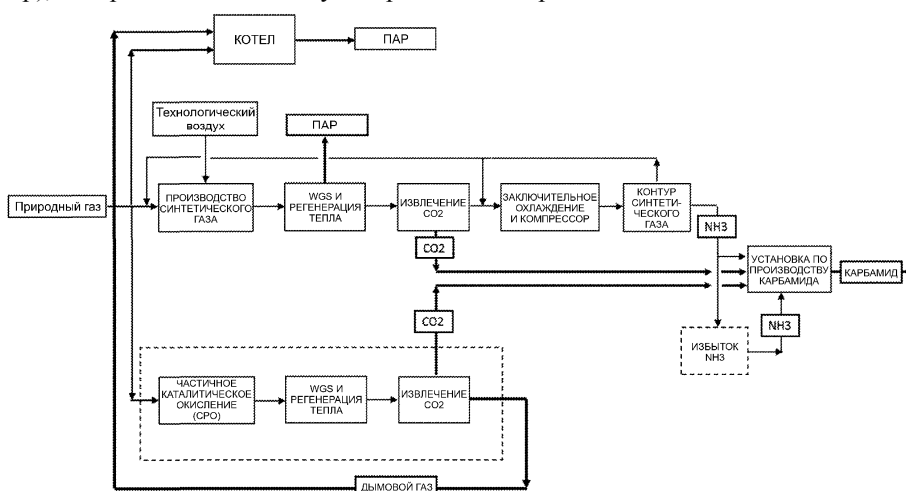 КОТЕЛ
ПАР
Технологический
воздух
ПАР
Природный газ
ПРОИЗВОДСТВО
СИНТЕТИЧЕСКОГО
ГАЗА
WGS И
РЕГЕНЕРАЦИЯ
ТЕПЛА
ИЗВЛЕЧЕНИЕ
CO2
ЗАКЛЮЧИТЕЛЬНОЕ
ОХЛАЖДЕНИЕ
И КОМПРЕССОР
КОНТУР
СИНТЕТИ-
ЧЕСКОГО
ГАЗА
NH3
CO2
УСТАНОВКА ПО
ПРОИЗВОДСТВУ
КАРБАМИДА
КАРБАМИД
CO2
NH3
ИЗБЫТОК
NH3
ЧАСТИЧНОЕ
КАТАЛИТИЧЕСКОЕ
ОКИСЛЕНИЕ
(CPO)
WGS И
РЕГЕНЕРАЦИЯ
ТЕПЛА
ИЗВЛЕЧЕНИЕ
CO2
ДЫМОВОЙ ГАЗ